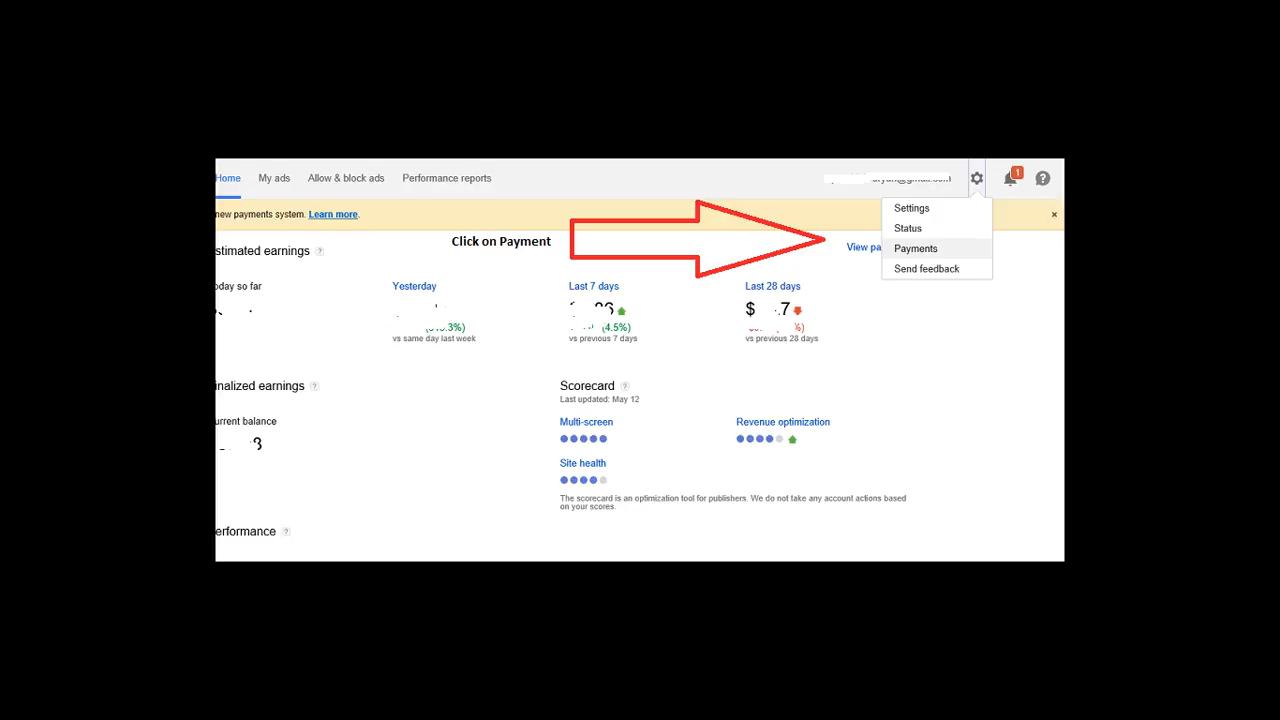 Home My ads Allow & block ads Performance reports
1
new payments system. Learn more.
Settings
Status
Payments
Send feedback
Click on Payment
View pa
stimated earnings ?
oday so far Yesterday Last 7 days Last 28 days
(4.5%)
vs same day last week vs previous 7 days vs previous 28 days
inalized earnings ?
Scorecard ?
Last updated: May 12
urrent balance
Multi-screen Revenue optimization
Site health
The scorecard is an optimization tool for publishers. We do not take any account actions based
on your scores.
erformance ?